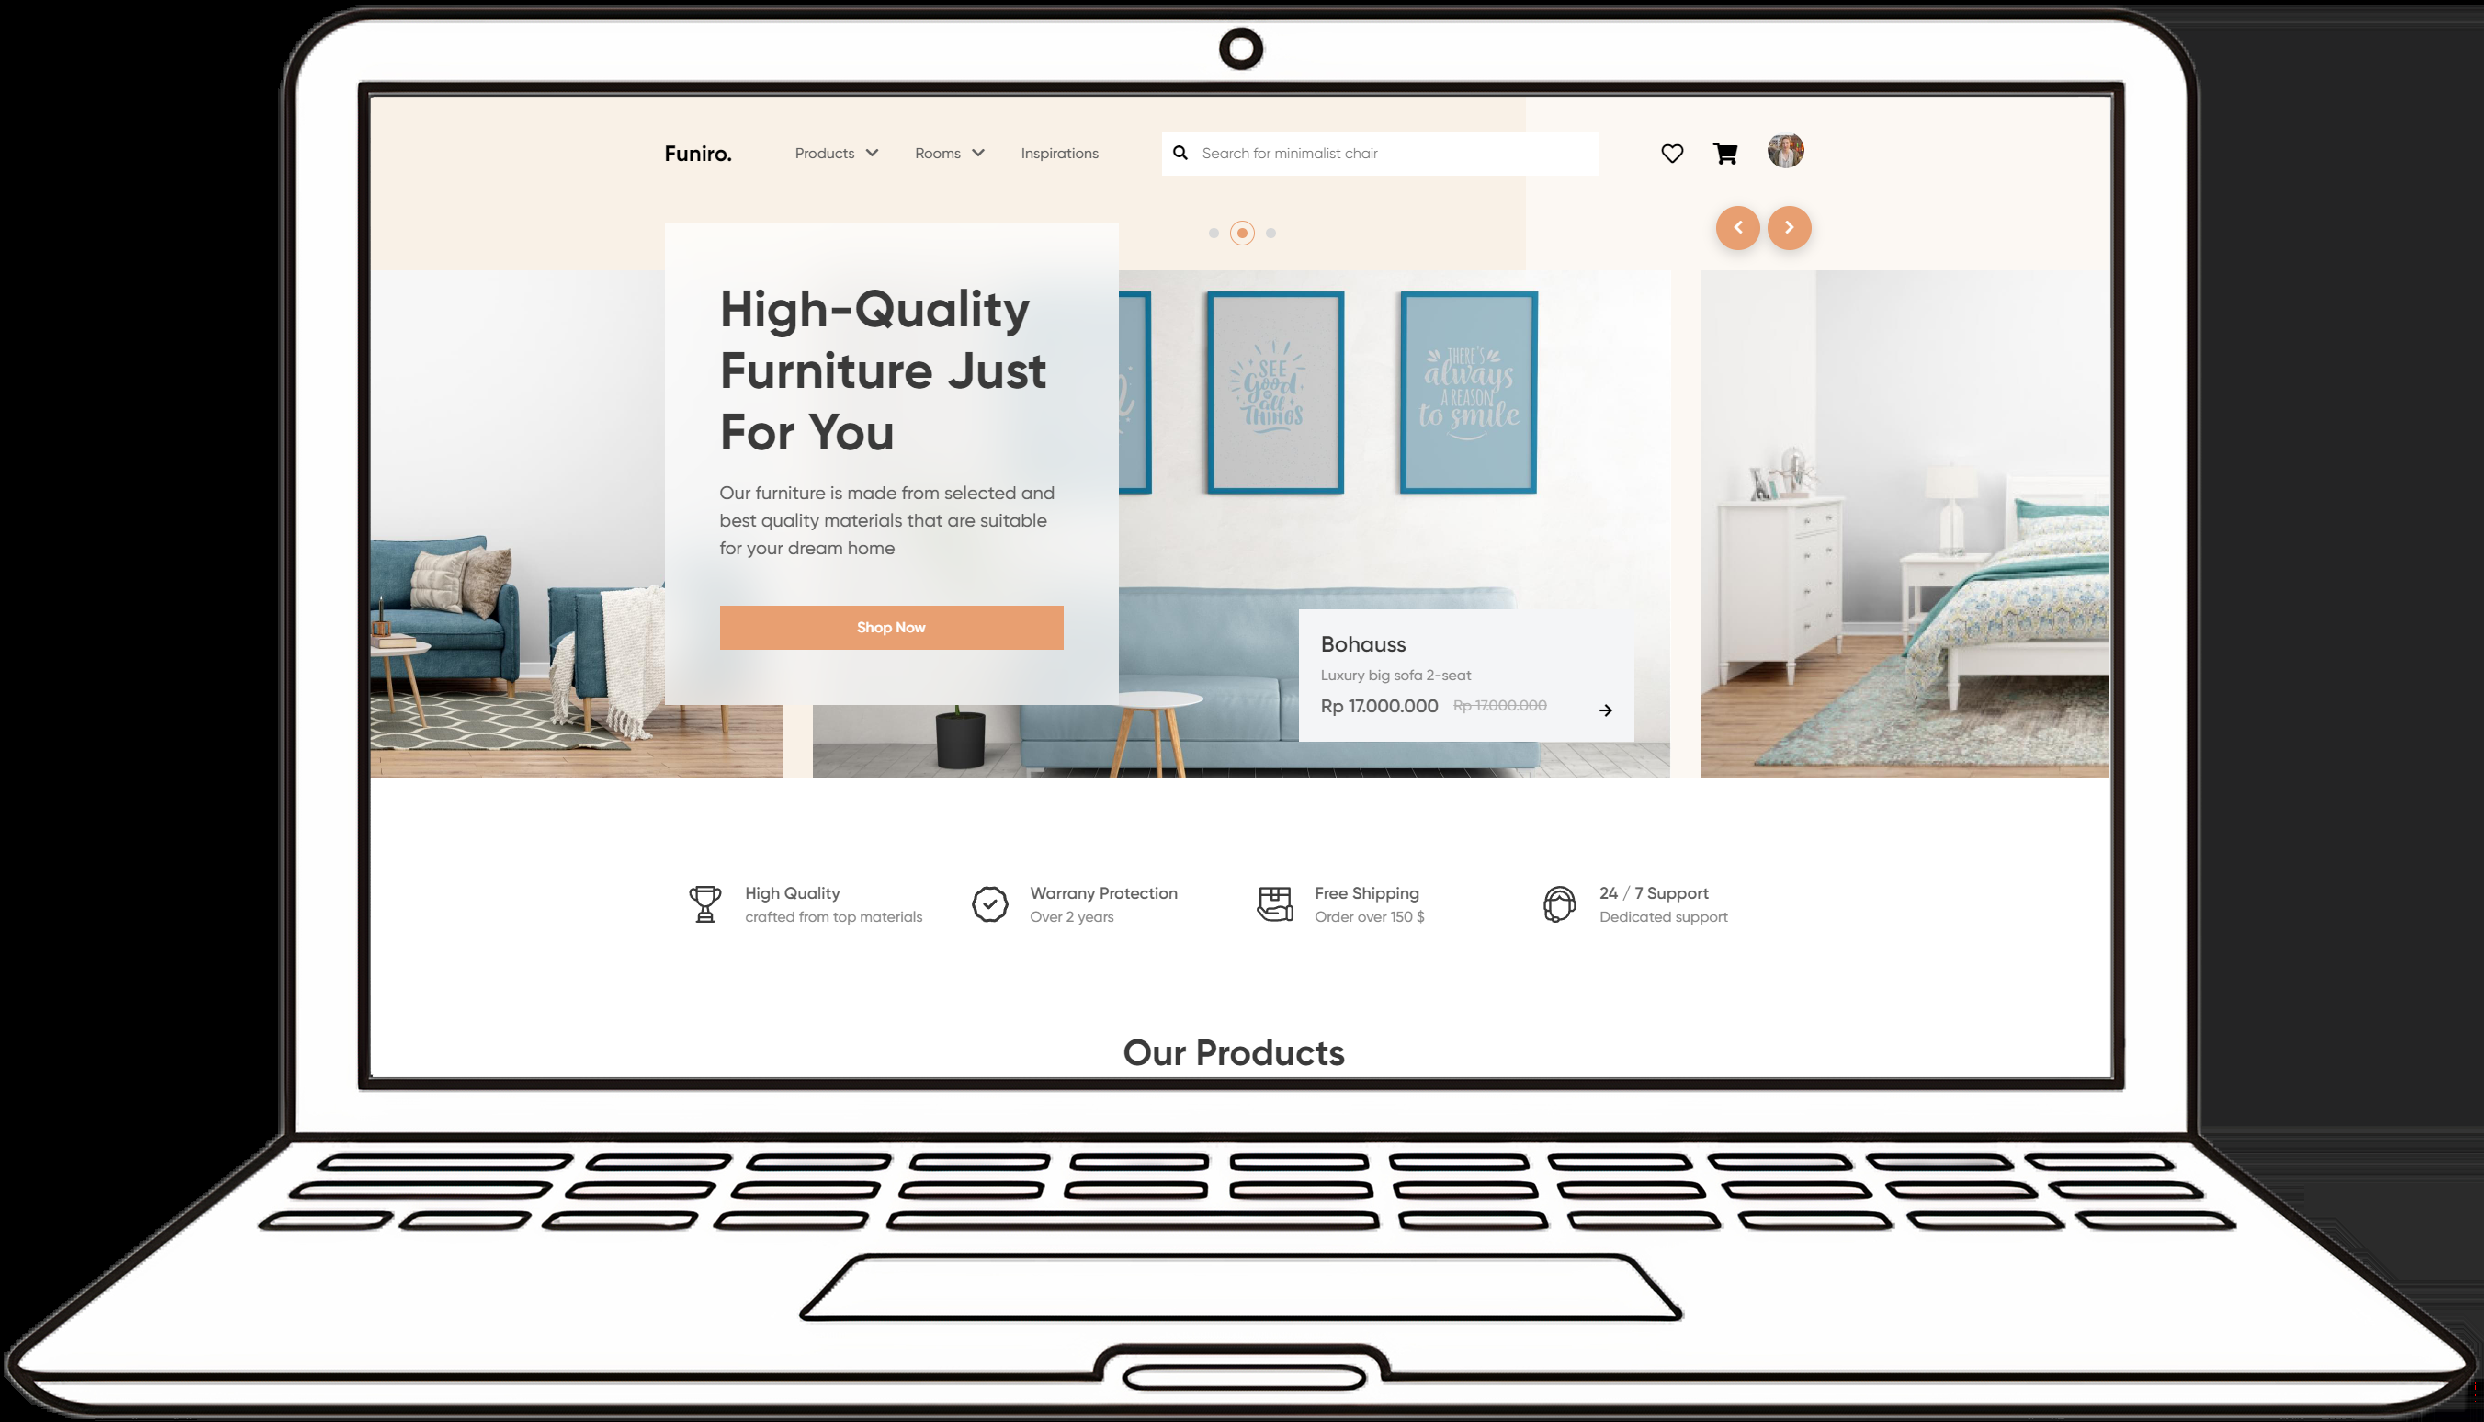 Funiro.
Products
Rooms
Inspirations
Search for minimalist chair
High-Quality
Furniture Just
For You
Our furniture is made from selected and
best quality materials that are suitable
for your dream home
Shop Now
SEE
Good
in
all
THINGS
THERE'S
always
A REASON
to smile
Bohauss
Luxury big sofa 2-seat
Rp 17.000.000 Rp 17.000.000
High Quality
crafted from top materials
Warrany Protection
Over 2 years
Free Shipping
Order over 150 $
24 / 7 Support
Dedicated support
Our Products